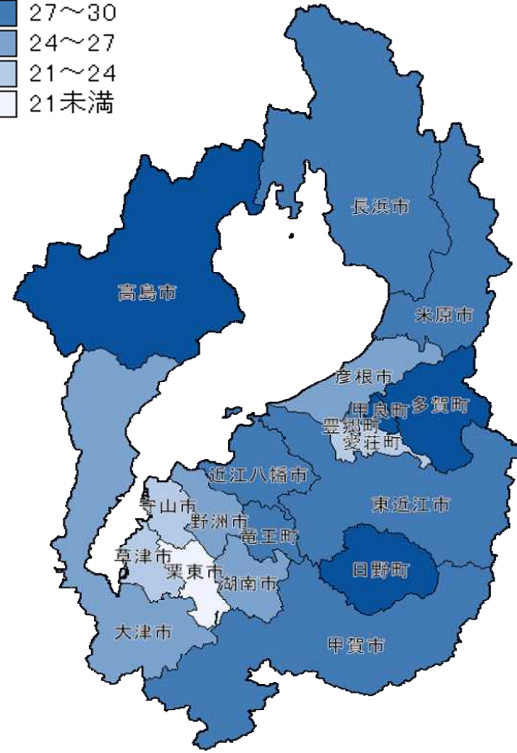 27～30
24～27
21～24
21未満
長浜市
高島市
米原市
彦根市
甲良町
多賀町
豊郷町
愛荘町
近江八幡市
東近江市
守山市
野洲市
竜王町
草津市
栗東市
湖南市
日野町
大津市
甲賀市